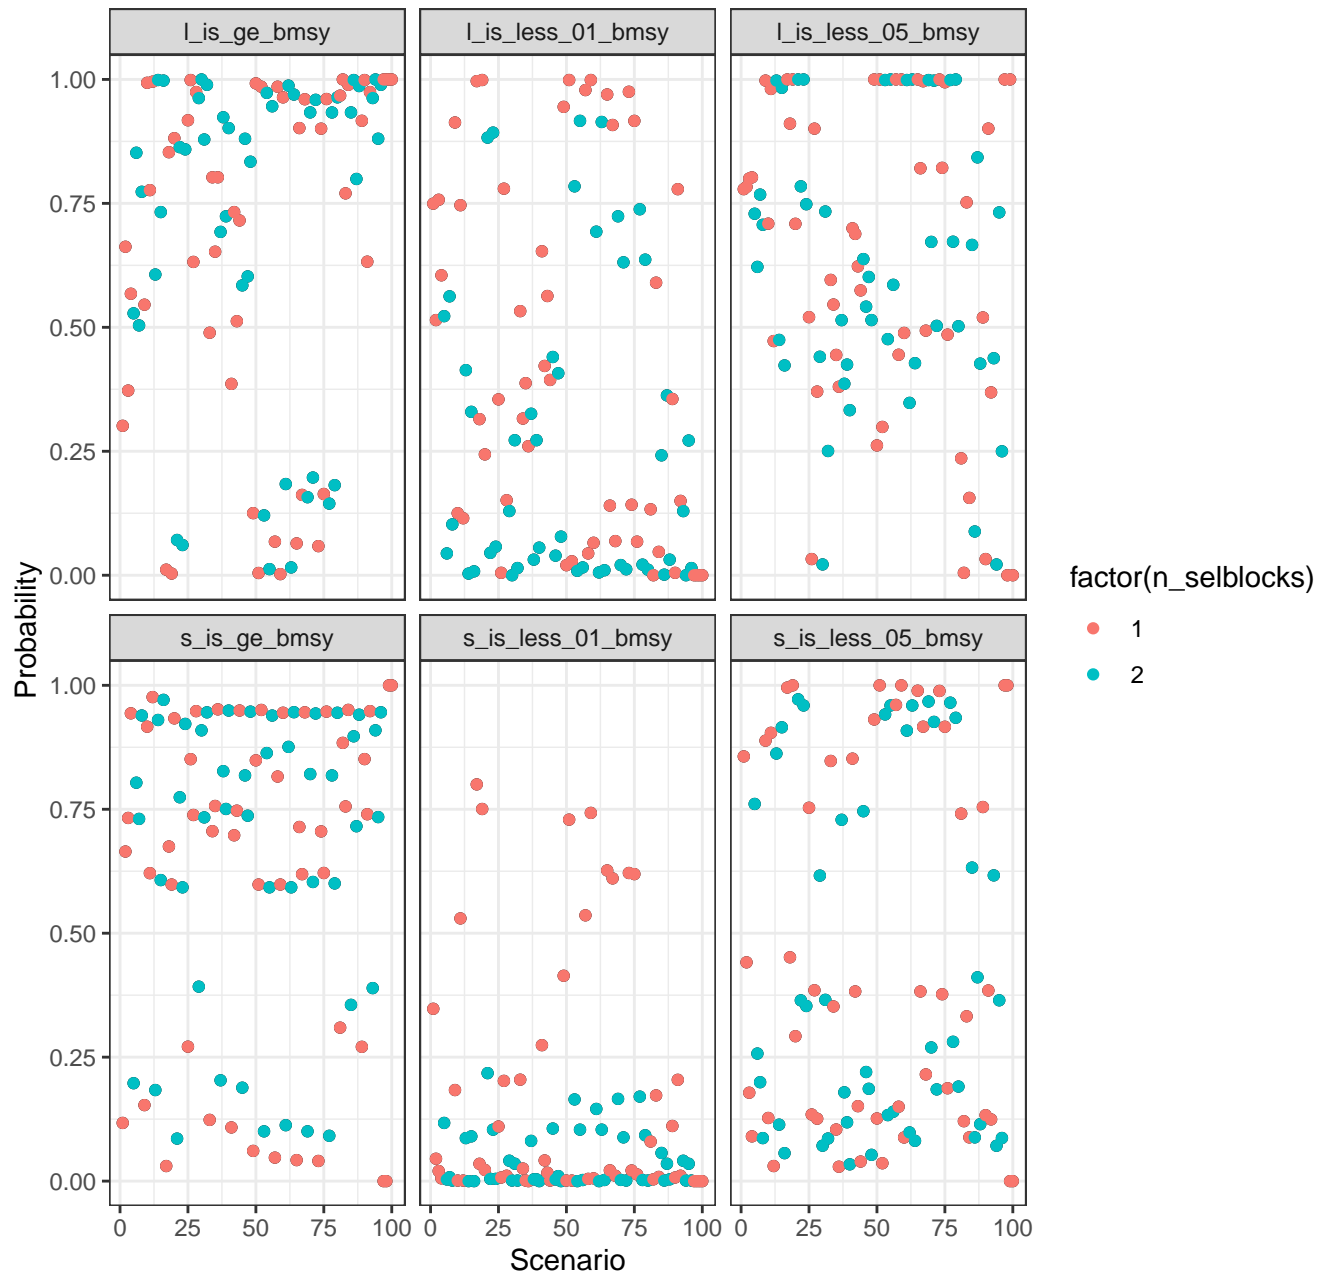 l_is_ge_bmsy
l_is_less_01_bmsy
l_is_less_05_bmsy
1.00
0.75
0.50
0.25
0.00
Probability
s_is_ge_bmsy
s_is_less_01_bmsy
s_is_less_05_bmsy
1.00
0.75
0.50
0.25
0.00
0 25 50 75 100
0 25 50 75 100
0 25 50 75 100
Scenario
factor(n_selblocks)
1
2